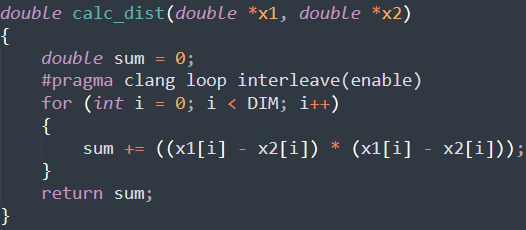 double calc_dist(double *x1, double *x2)
{
    double sum = 0;
    #pragma clang loop interleave(enable)
    for (int i = 0; i < DIM; i++)
    {
        sum += ((x1[i] - x2[i]) * (x1[i] - x2[i]));
    }
    return sum;
}